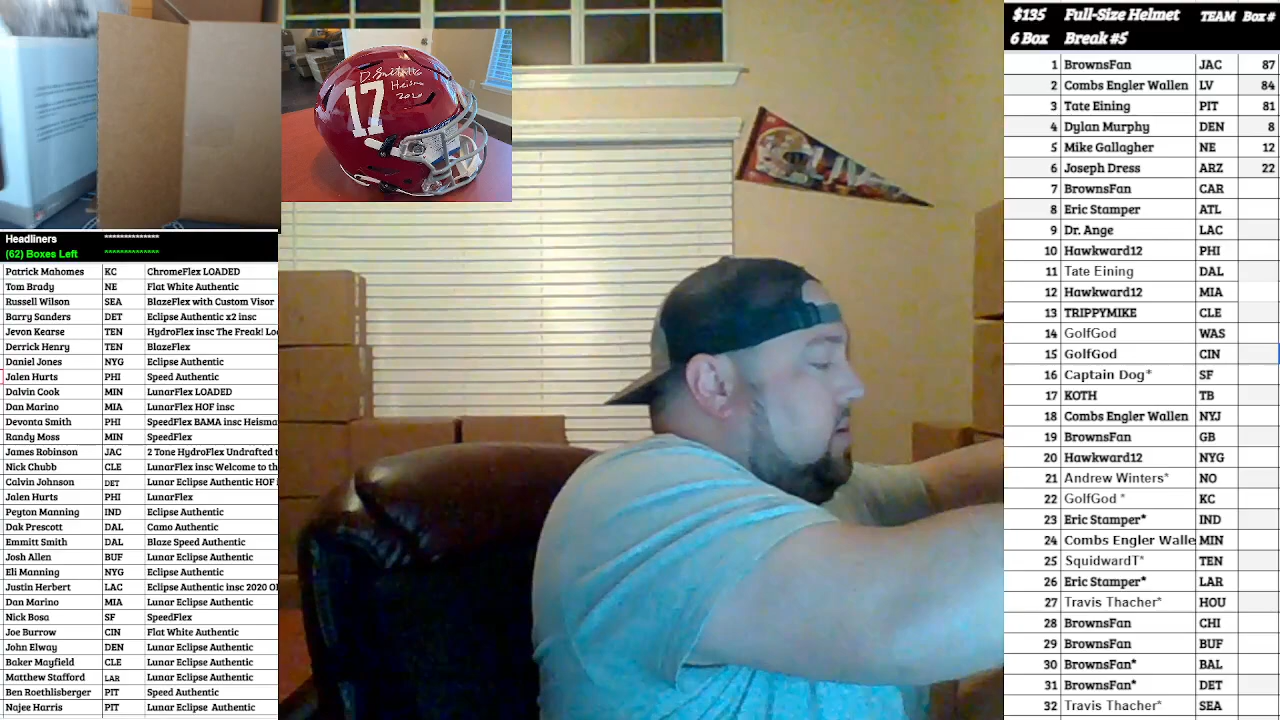 D. Smith
Heisman
2020
17
Headliners **************
(62) Boxes Left **************
Patrick Mahomes KC ChromeFlex LOADED
Tom Brady NE Flat White Authentic
Russell Wilson SEA BlazeFlex with Custom Visor
Barry Sanders DET Eclipse Authentic x2 insc
Jevon Kearse TEN HydroFlex insc The Freak! Loa
Derrick Henry TEN BlazeFlex
Daniel Jones NYG Eclipse Authentic
Jalen Hurts PHI Speed Authentic
Dalvin Cook MIN LunarFlex LOADED
Dan Marino MIA LunarFlex HOF insc
Devonta Smith PHI SpeedFlex BAMA insc Heisma
Randy Moss MIN SpeedFlex
James Robinson JAC 2 Tone HydroFlex Undrafted t
Nick Chubb CLE LunarFlex insc Welcome to th
Calvin Johnson DET Lunar Eclipse Authentic HOF i
Jalen Hurts PHI LunarFlex
Peyton Manning IND Eclipse Authentic
Dak Prescott DAL Camo Authentic
Emmitt Smith DAL Blaze Speed Authentic
Josh Allen BUF Lunar Eclipse Authentic
Eli Manning NYG Eclipse Authentic
Justin Herbert LAC Eclipse Authentic insc 2020 O
Dan Marino MIA Lunar Eclipse Authentic
Nick Bosa SF SpeedFlex
Joe Burrow CIN Flat White Authentic
John Elway DEN Lunar Eclipse Authentic
Baker Mayfield CLE Lunar Eclipse Authentic
Matthew Stafford LAR Lunar Eclipse Authentic
Ben Roethlisberger PIT Speed Authentic
Najee Harris PIT Lunar Eclipse Authentic
$135 Full-Size Helmet TEAM Box #
6 Box Break #5
1 BrownsFan JAC 87
2 Combs Engler Wallen LV 84
3 Tate Eining PIT 81
4 Dylan Murphy DEN 8
5 Mike Gallagher NE 12
6 Joseph Dress ARZ 22
7 BrownsFan CAR
8 Eric Stamper ATL
9 Dr. Ange LAC
10 Hawkward12 PHI
11 Tate Eining DAL
12 Hawkward12 MIA
13 TRIPPYMIKE CLE
14 GolfGod WAS
15 GolfGod CIN
16 Captain Dog* SF
17 KOTH TB
18 Combs Engler Wallen NYJ
19 BrownsFan GB
20 Hawkward12 NYG
21 Andrew Winters* NO
22 GolfGod * KC
23 Eric Stamper* IND
24 Combs Engler Walle MIN
25 SquidwardT* TEN
26 Eric Stamper* LAR
27 Travis Thacher* HOU
28 BrownsFan CHI
29 BrownsFan BUF
30 BrownsFan* BAL
31 BrownsFan* DET
32 Travis Thacher* SEA